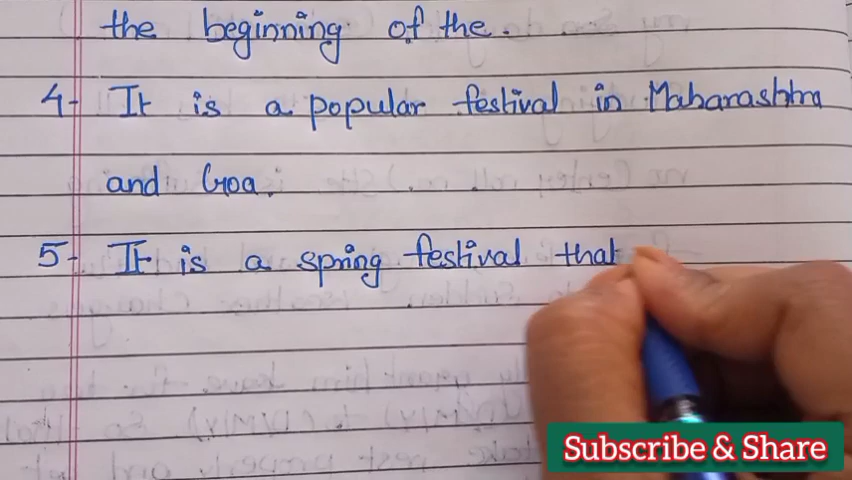 the beginning of the.
4- It is a popular festival in Maharashtra
and Goa.
5- It is a spring festival that
Subscribe & Share